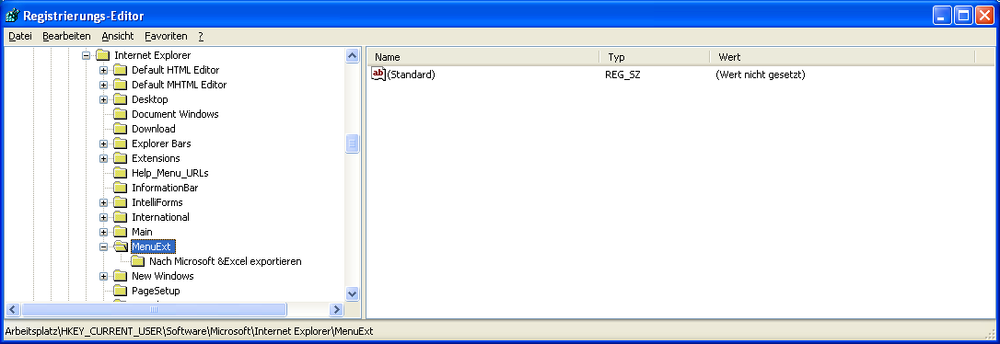 Registrierungs-Editor
Datei Bearbeiten Ansicht Favoriten ?
Internet Explorer
Default HTML Editor
Default MHTML Editor
Desktop
Document Windows
Download
Explorer Bars
Extensions
Help_Menu_URLs
InformationBar
IntelliForms
International
Main
MenuExt
Nach Microsoft &Excel exportieren
New Windows
PageSetup
Name Typ Wert
ab (Standard) REG_SZ (Wert nicht gesetzt)
Arbeitsplatz\HKEY_CURRENT_USER\Software\Microsoft\Internet Explorer\MenuExt